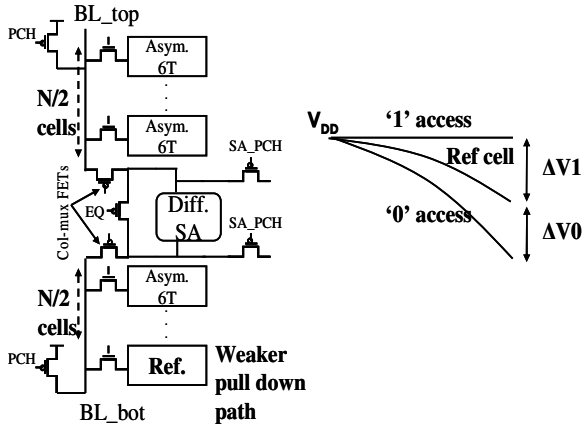 BL_top
PCH
Asym.
6T
N/2
cells
Asym.
6T
SA_PCH
Col-mux FETs
EQ
Diff.
SA
SA_PCH
Asym.
6T
N/2
cells
PCH
Ref.
Weaker
pull down
path
BL_bot
VDD
‘1’ access
Ref cell
ΔV1
‘0’ access
ΔV0